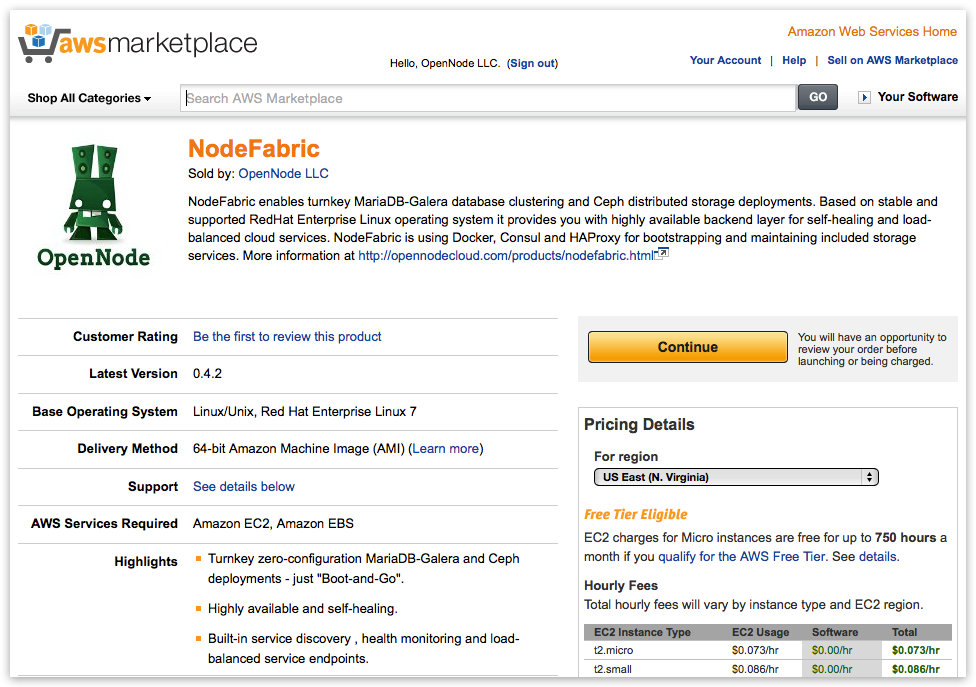 awsmarketplace
Amazon Web Services Home
Hello, OpenNode LLC. (Sign out)
Your Account | Help | Sell on AWS Marketplace
Shop All Categories
Search AWS Marketplace
GO
Your Software
OpenNode
NodeFabric
Sold by: OpenNode LLC
NodeFabric enables turnkey MariaDB-Galera database clustering and Ceph distributed storage deployments. Based on stable and
supported RedHat Enterprise Linux operating system it provides you with highly available backend layer for self-healing and load-
balanced cloud services. NodeFabric is using Docker, Consul and HAProxy for bootstrapping and maintaining included storage
services. More information at http://opennodecloud.com/products/nodefabric.html
Customer Rating Be the first to review this product
Latest Version 0.4.2
Base Operating System Linux/Unix, Red Hat Enterprise Linux 7
Delivery Method 64-bit Amazon Machine Image (AMI) (Learn more)
Support See details below
AWS Services Required Amazon EC2, Amazon EBS
Highlights
Turnkey zero-configuration MariaDB-Galera and Ceph
deployments - just "Boot-and-Go".
Highly available and self-healing.
Built-in service discovery , health monitoring and load-
balanced service endpoints.
Continue
You will have an opportunity to
review your order before
launching or being charged.
Pricing Details
For region
US East (N. Virginia)
Free Tier Eligible
EC2 charges for Micro instances are free for up to 750 hours a
month if you qualify for the AWS Free Tier. See details.
Hourly Fees
Total hourly fees will vary by instance type and EC2 region.
EC2 Instance Type EC2 Usage Software Total
t2.micro $0.073/hr $0.00/hr $0.073/hr
t2.small $0.086/hr $0.00/hr $0.086/hr